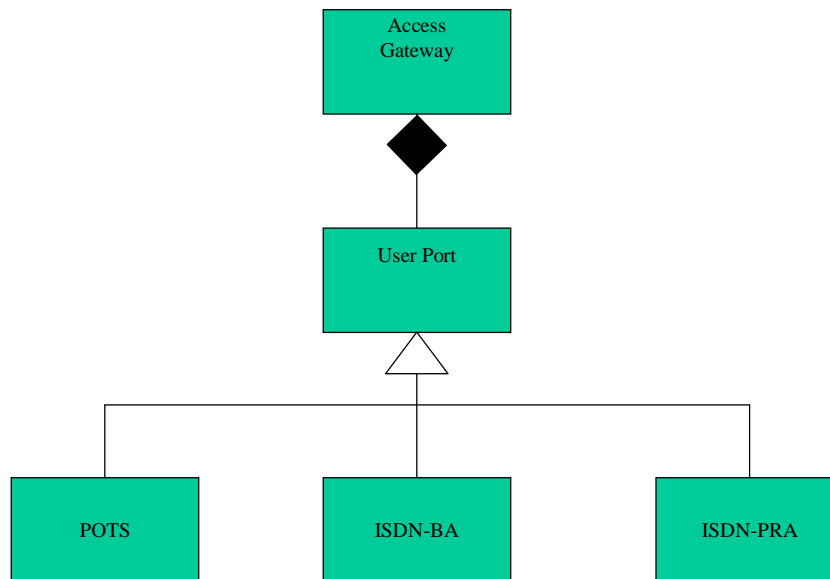 Access
Gateway
User Port
POTS
ISDN-BA
ISDN-PRA